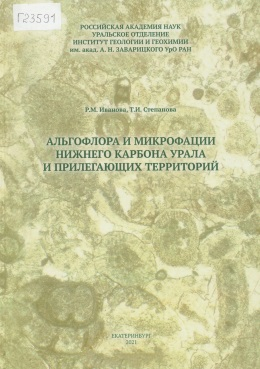 Г23591
РОССИЙСКАЯ АКАДЕМИЯ НАУК
УРАЛЬСКОЕ ОТДЕЛЕНИЕ
ИНСТИТУТ ГЕОЛОГИИ И ГЕОХИМИИ
им. акад. А. Н. ЗАВАРИЦКОГО УрО РАН
Р.М. Иванова, Т.И. Степанова
АЛЬГОФЛОРА И МИКРОФАЦИИ
НИЖНЕГО КАРБОНА УРАЛА
И ПРИЛЕГАЮЩИХ ТЕРРИТОРИЙ
ЕКАТЕРИНБУРГ
2021